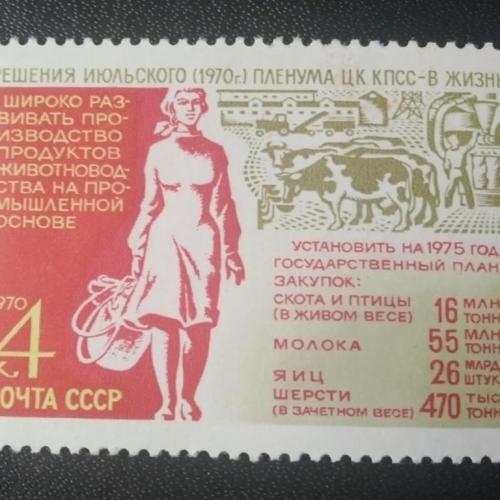 РЕШЕНИЯ ИЮЛЬСКОГО (1970г.) ПЛЕНУМА ЦК КПСС-В ЖИЗН
ШИРОКО РАЗ-
ВИВАТЬ ПРО-
ИЗВОДСТВО
ПРОДУКТОВ
ЖИВОТНОВОД-
СТВА НА ПРО-
МЫШЛЕННОЙ
ОСНОВЕ
1970
4
к.
ПОЧТА СССР
УСТАНОВИТЬ НА 1975 ГОД
ГОСУДАРСТВЕННЫЙ ПЛАН
ЗАКУПОК:
СКОТА И ПТИЦЫ
(В ЖИВОМ ВЕСЕ) 16 МЛН ТОНН
МОЛОКА 55 МЛН ТОНН
ЯИЦ 26 МЛРД ШТУК
ШЕРСТИ
(В ЗАЧЕТНОМ ВЕСЕ) 470 ТЫС ТОНН